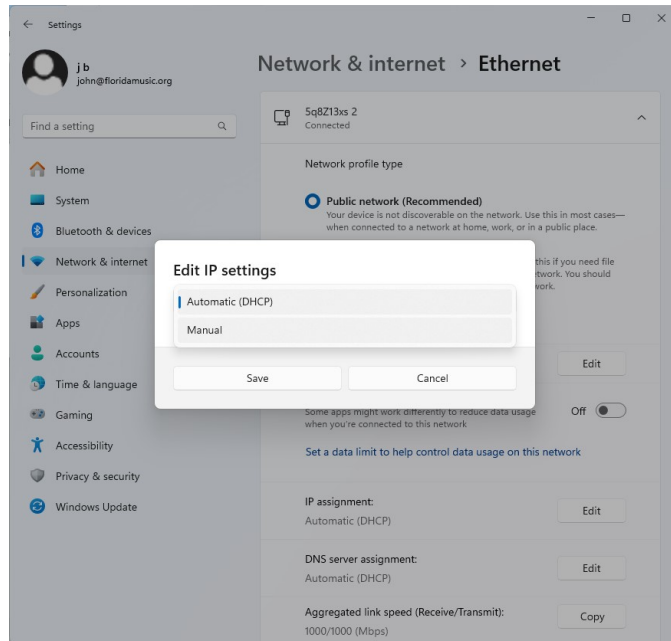 Settings
j b
john@floridamusic.org
Find a setting
Home
System
Bluetooth & devices
Network & internet
Personalization
Apps
Accounts
Time & language
Gaming
Accessibility
Privacy & security
Windows Update
Network & internet > Ethernet
5q8Z13xs 2
Connected
Network profile type
Public network (Recommended)
Your device is not discoverable on the network. Use this in most cases—
when connected to a network at home, work, or in a public place.
this if you need file
etwork. You should
work.
Edit IP settings
Automatic (DHCP)
Manual
Save
Cancel
Edit
Some apps might work differently to reduce data usage
when you're connected to this network
Off
Set a data limit to help control data usage on this network
IP assignment:
Automatic (DHCP)
Edit
DNS server assignment:
Automatic (DHCP)
Edit
Aggregated link speed (Receive/Transmit):
1000/1000 (Mbps)
Copy